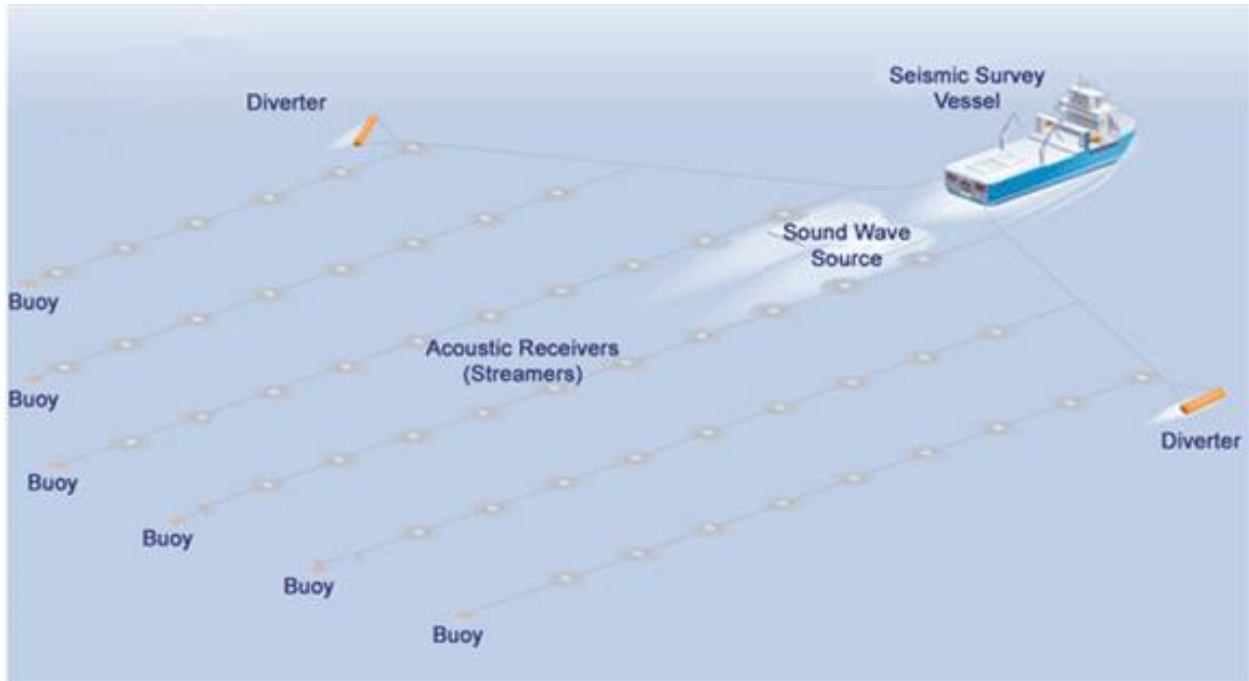 Seismic Survey
Vessel
Diverter
Sound Wave
Source
Buoy
Acoustic Receivers
(Streamers)
Buoy
Diverter
Buoy
Buoy
Buoy
Buoy